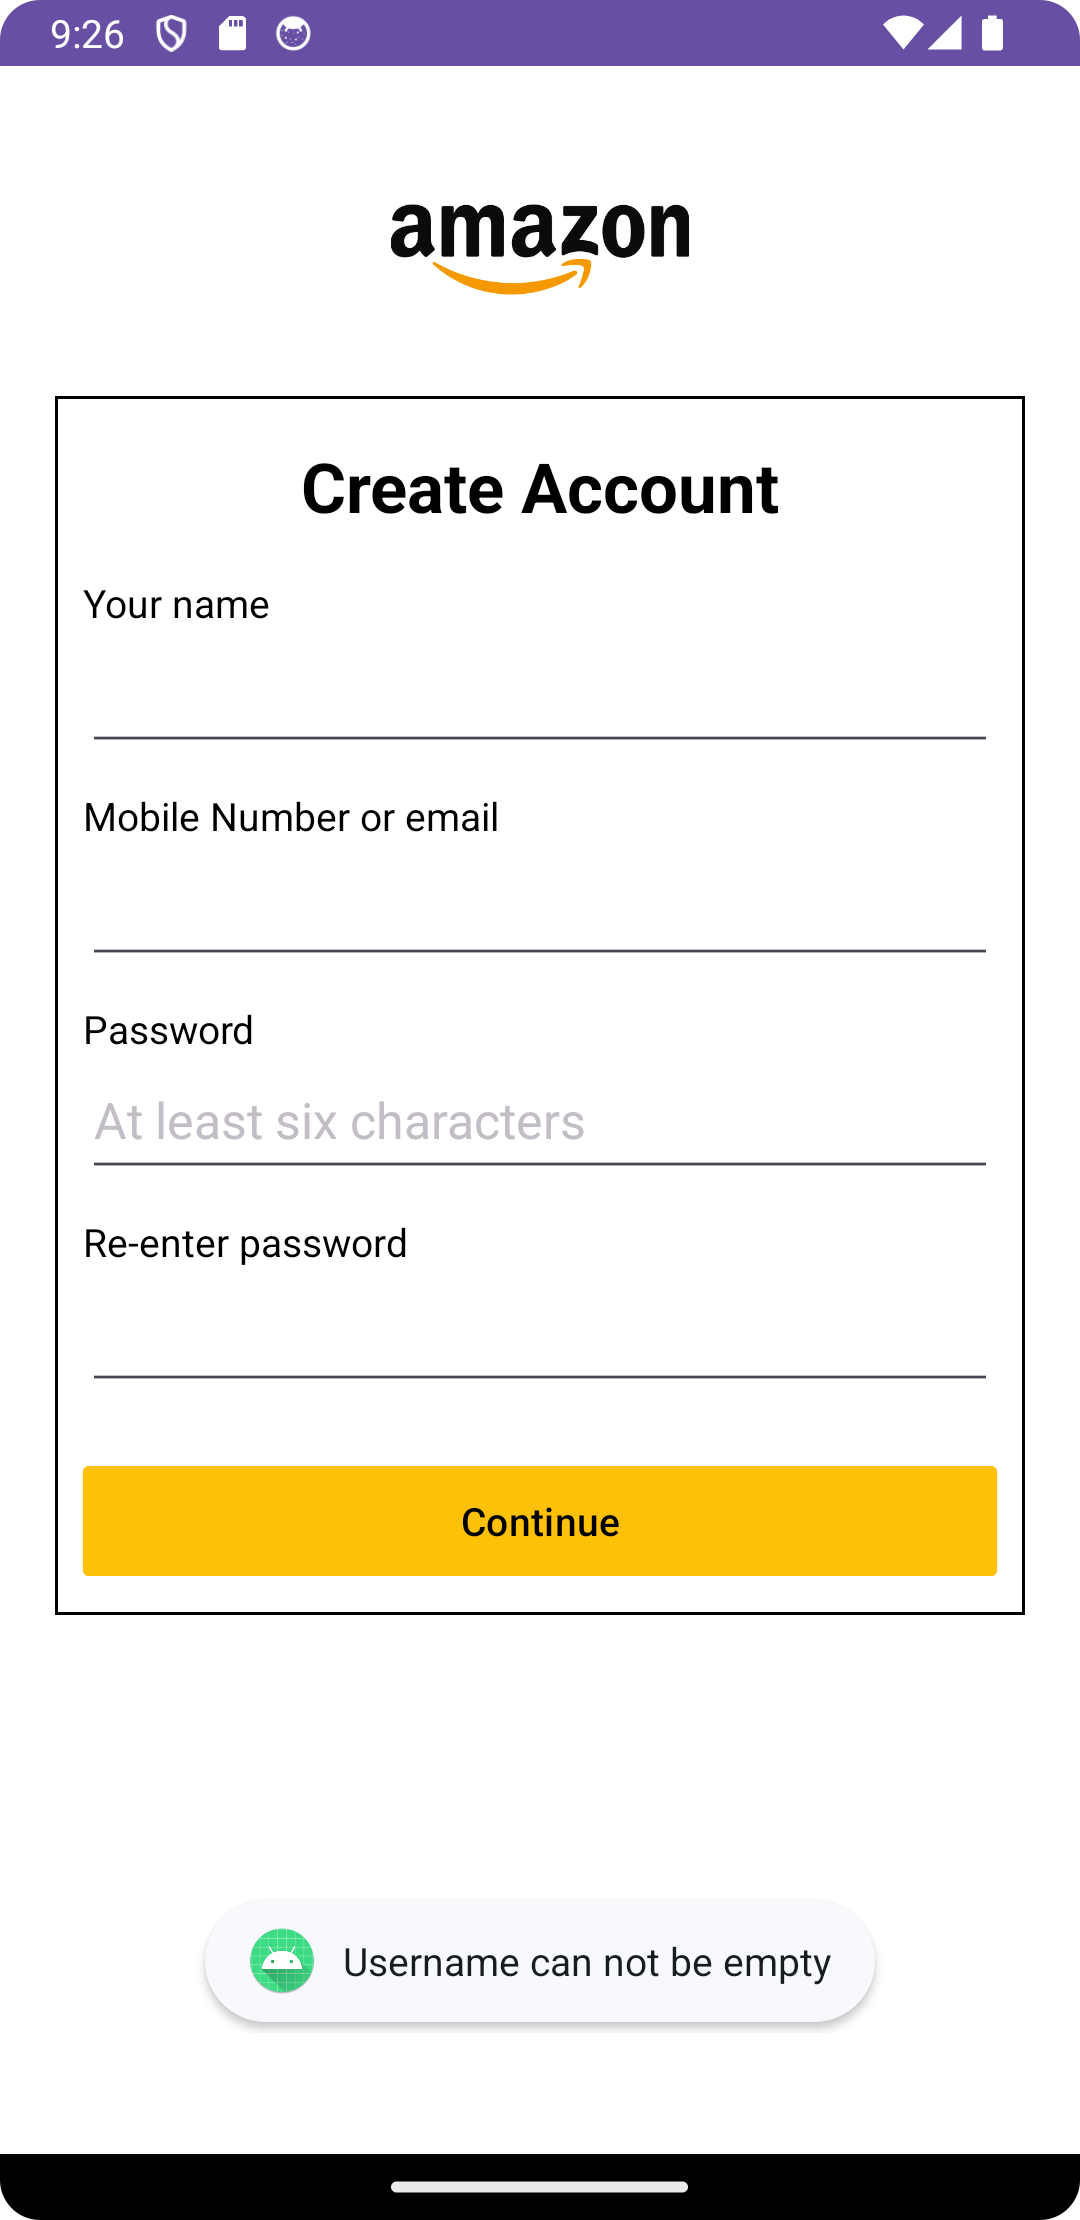 9:26
amazon
Create Account
Your name
Mobile Number or email
Password
At least six characters
Re-enter password
Continue
Username can not be empty